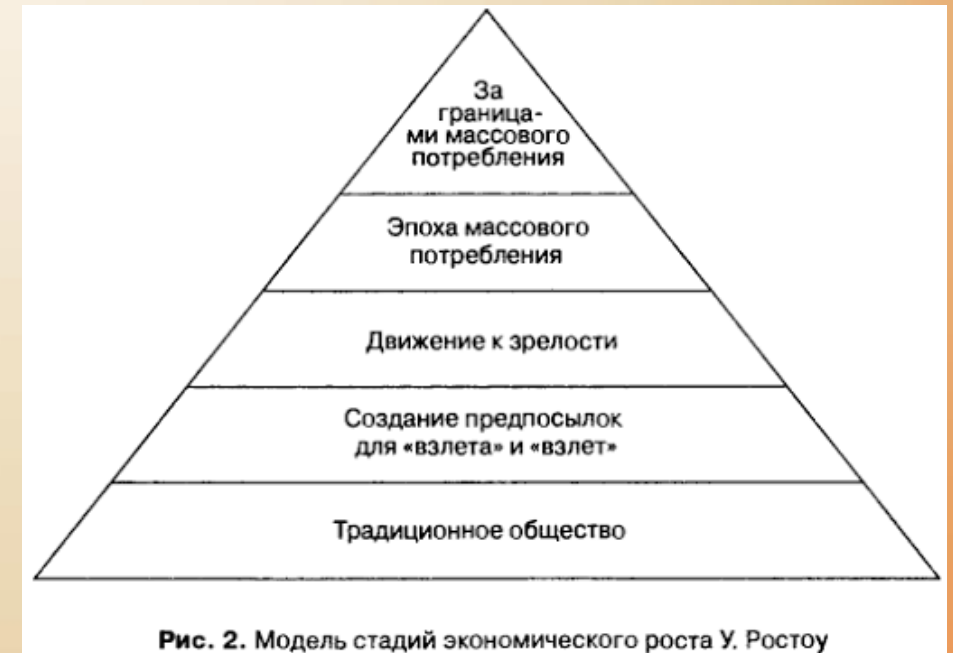 За
граница-
ми массового
потребления
Эпоха массового
потребления
Движение к зрелости
Создание предпосылок
для «взлета» и «взлет»
Традиционное общество
Рис. 2. Модель стадий экономического роста У. Ростоу